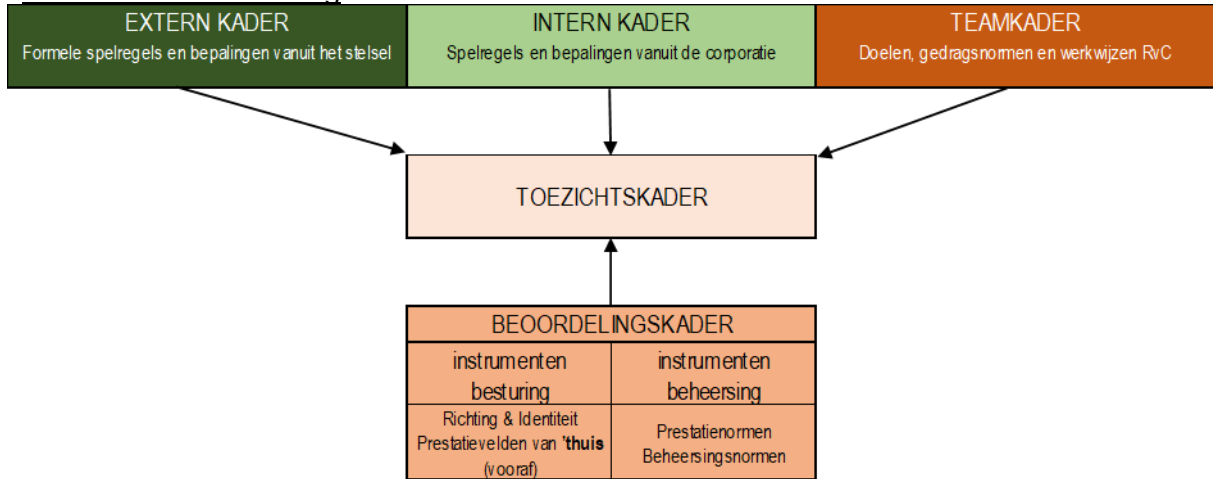 EXTERN KADER
Formele spelregels en bepalingen vanuit het stelsel
INTERN KADER
Spelregels en bepalingen vanuit de corporatie
TEAMKADER
Doelen, gedragsnormen en werkwijzen RvC
TOEZICHTSKADER
BEOORDELINGSKADER
instrumenten
besturing
instrumenten
beheersing
Richting & Identiteit
Prestatievelden van 'thuis
(vooraf)
Prestatienormen
Beheersingsnormen